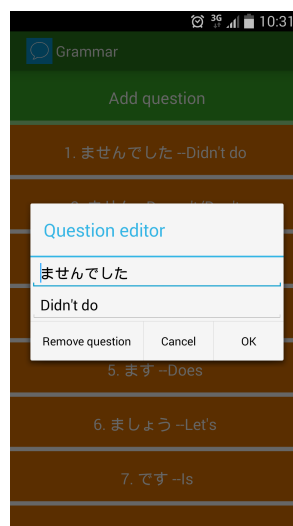 3G 10:31
Grammar
Add question
1. ませんでした --Didn't do
Question editor
ませんでした
Didn't do
Remove question Cancel OK
5. ます --Does
6. ましょう --Let's
7. です --Is